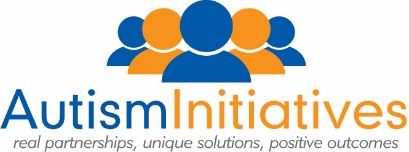 AutismInitiatives
real partnerships, unique solutions, positive outcomes